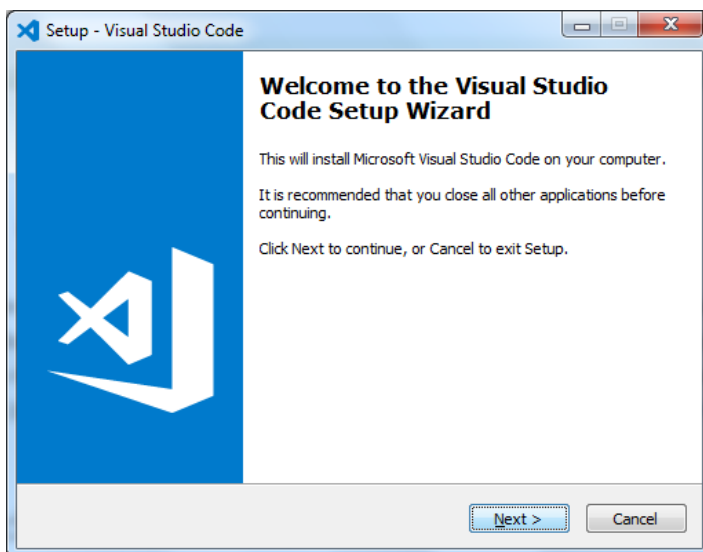 Setup - Visual Studio Code
Welcome to the Visual Studio
Code Setup Wizard
This will install Microsoft Visual Studio Code on your computer.
It is recommended that you close all other applications before
continuing.
Click Next to continue, or Cancel to exit Setup.
Next >
Cancel